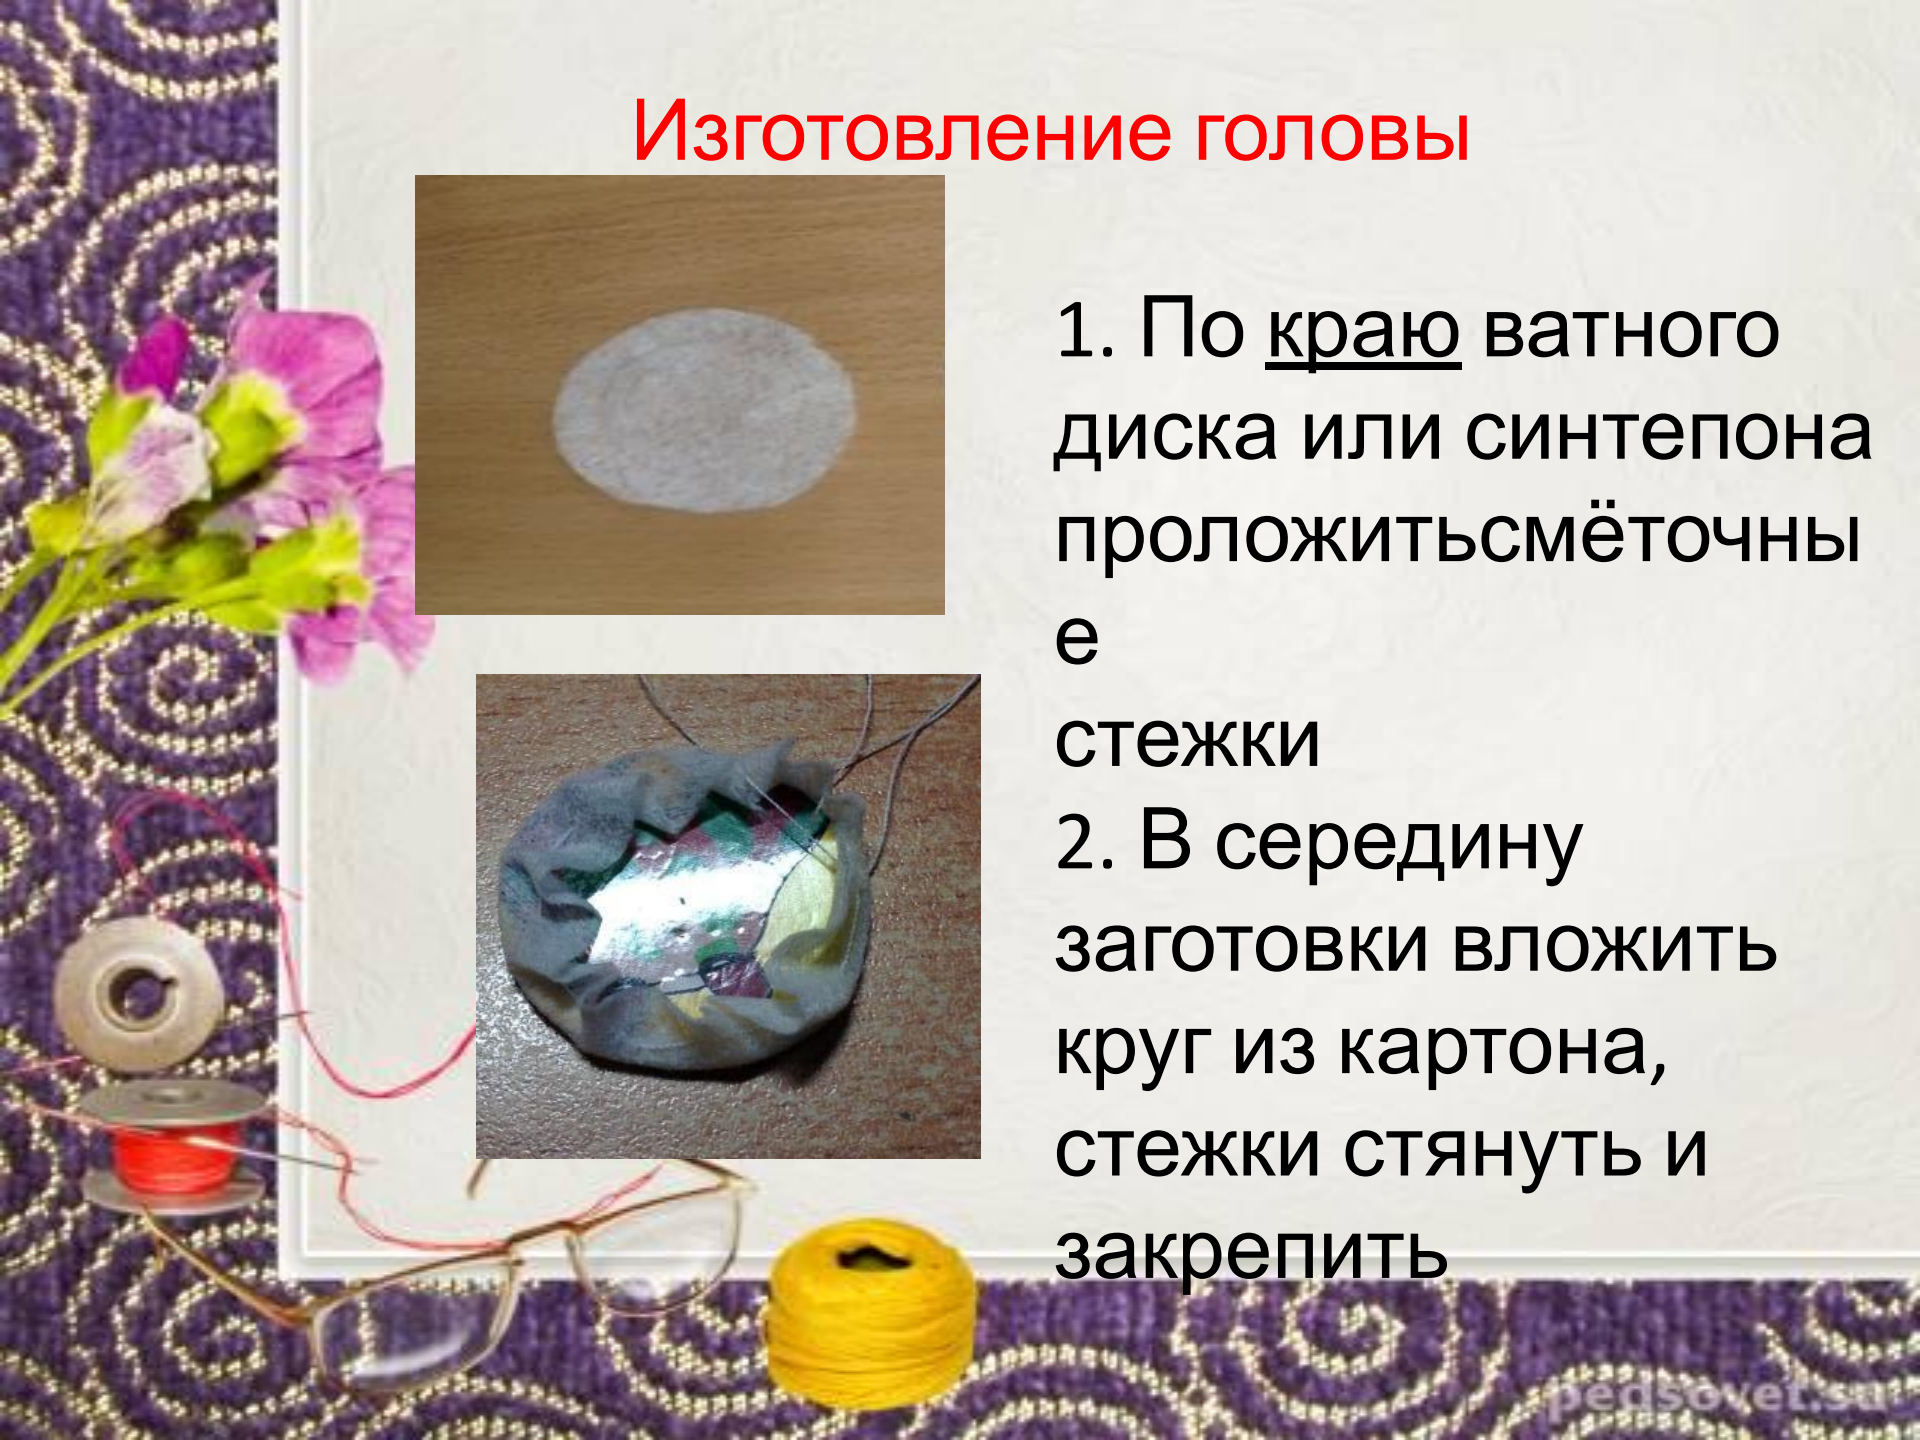 Изготовление головы
1. По краю ватного
диска или синтепона
проложитьсмёточны
е
стежки
2. В середину
заготовки вложить
круг из картона,
стежки стянуть и
закрепить
pedsovet.su